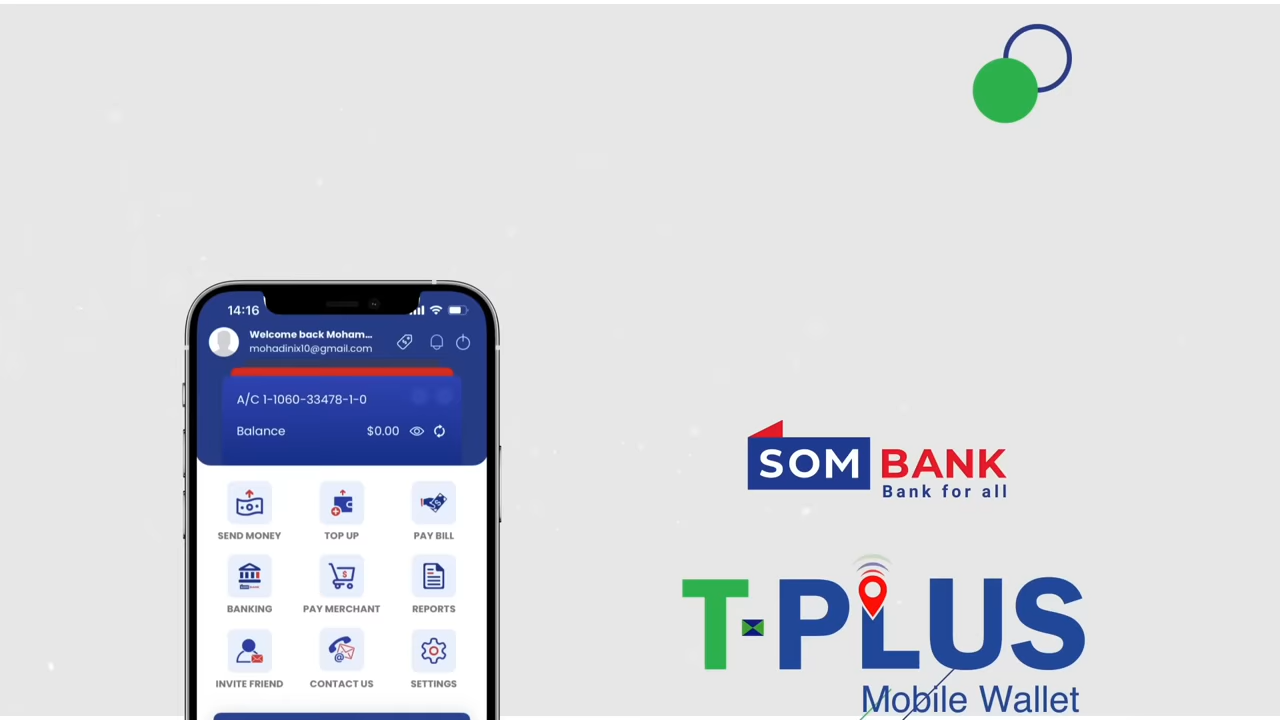 14:16
Welcome back Moham...
mohadinix10@gmail.com
A/C 1-1060-33478-1-0
Balance $0.00
SEND MONEY TOP UP PAY BILL
BANKING PAY MERCHANT REPORTS
INVITE FRIEND CONTACT US SETTINGS
SOM BANK
Bank for all
T-PLUS
Mobile Wallet